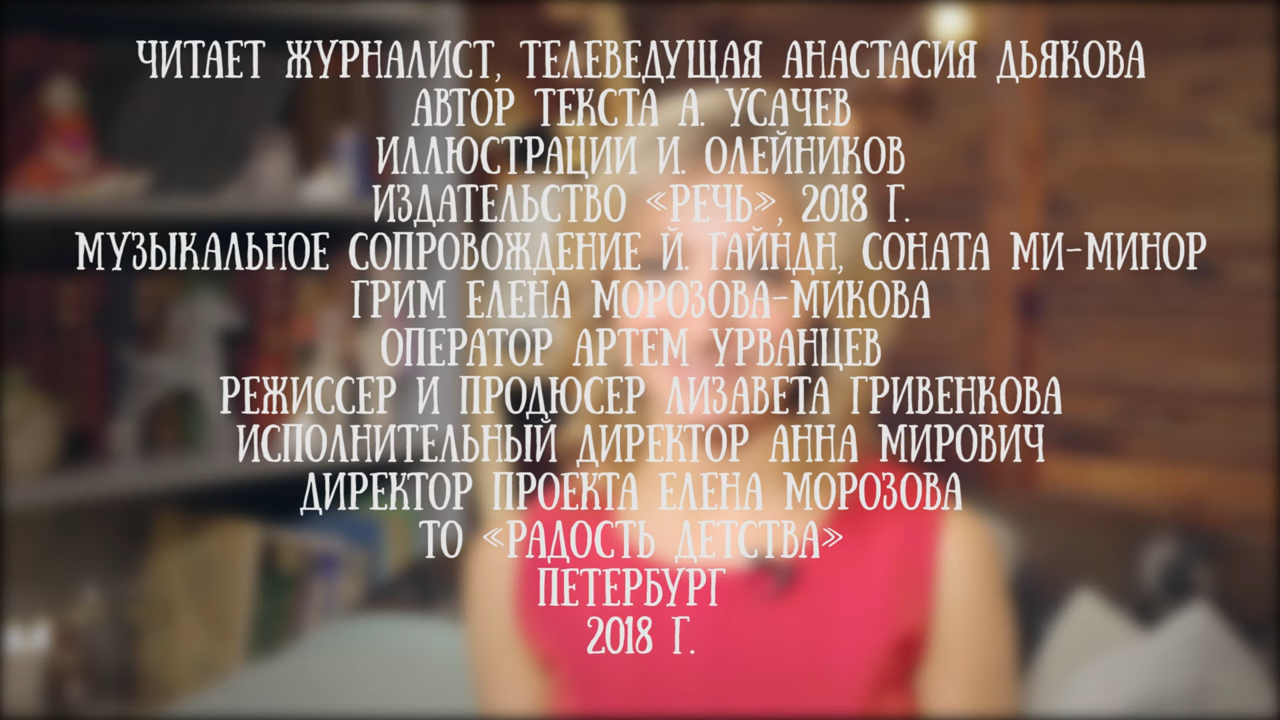 ЧИТАЕТ ЖУРНАЛИСТ, ТЕЛЕВЕДУЩАЯ АНАСТАСИЯ ДЬЯКОВА
АВТОР ТЕКСТА А. УСАЧЕВ
ИЛЛЮСТРАЦИИ И. ОЛЕЙНИКОВ
ИЗДАТЕЛЬСТВО «РЕЧЬ», 2018 Г.
МУЗЫКАЛЬНОЕ СОПРОВОЖДЕНИЕ Й. ГАЙНДН, СОНАТА МИ-МИНОР
ГРИМ ЕЛЕНА МОРОЗОВА-МИКОВА
ОПЕРАТОР АРТЕМ УРВАНЦЕВ
РЕЖИССЕР И ПРОДЮСЕР ЛИЗАВЕТА ГРИВЕНКОВА
ИСПОЛНИТЕЛЬНЫЙ ДИРЕКТОР АННА МИРОВИЧ
ДИРЕКТОР ПРОЕКТА ЕЛЕНА МОРОЗОВА
ТО «РАДОСТЬ ДЕТСТВА»
ПЕТЕРБУРГ
2018 Г.